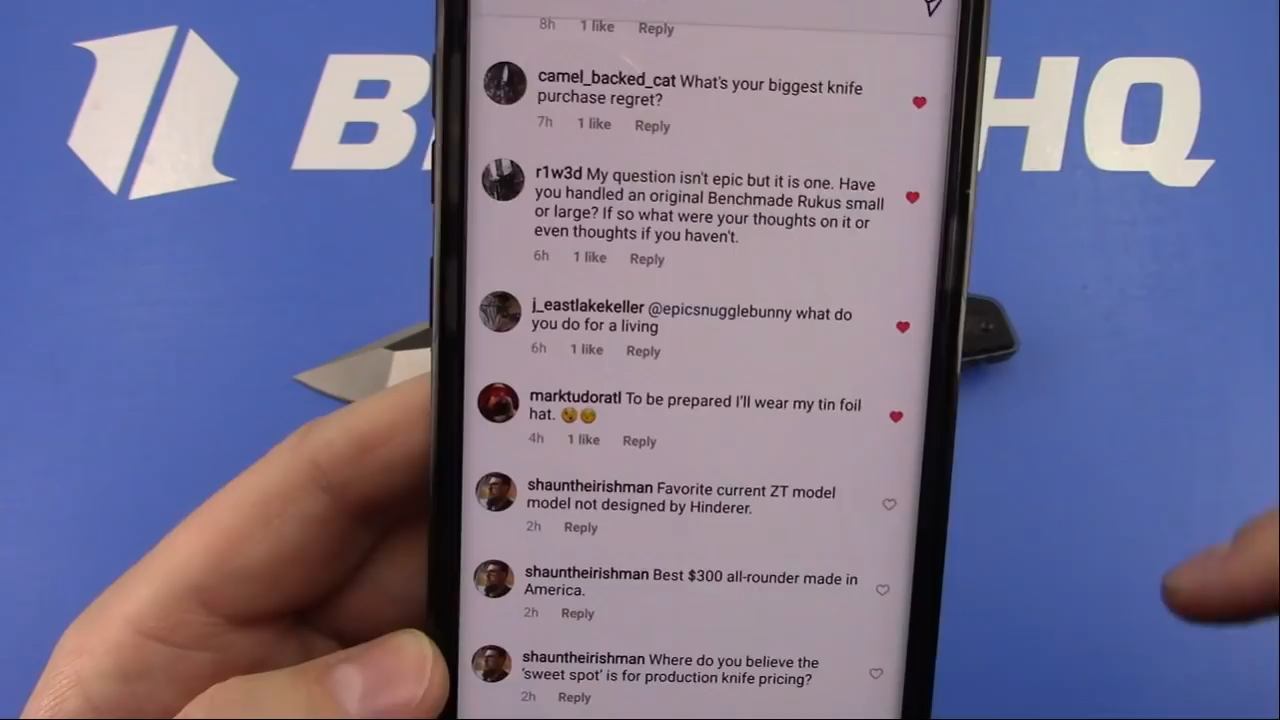 B HQ
8h 1 like Reply
camel_backed_cat What's your biggest knife
purchase regret?
7h 1 like Reply
r1w3d My question isn't epic but it is one. Have
you handled an original Benchmade Rukus small
or large? If so what were your thoughts on it or
even thoughts if you haven't.
6h 1 like Reply
j_eastlakekeller @epicsnugglebunny what do
you do for a living
6h 1 like Reply
marktudoratl To be prepared I'll wear my tin foil
hat. 😉😏
4h 1 like Reply
shauntheirishman Favorite current ZT model
model not designed by Hinderer.
2h Reply
shauntheirishman Best $300 all-rounder made in
America.
2h Reply
shauntheirishman Where do you believe the
'sweet spot' is for production knife pricing?
2h Reply